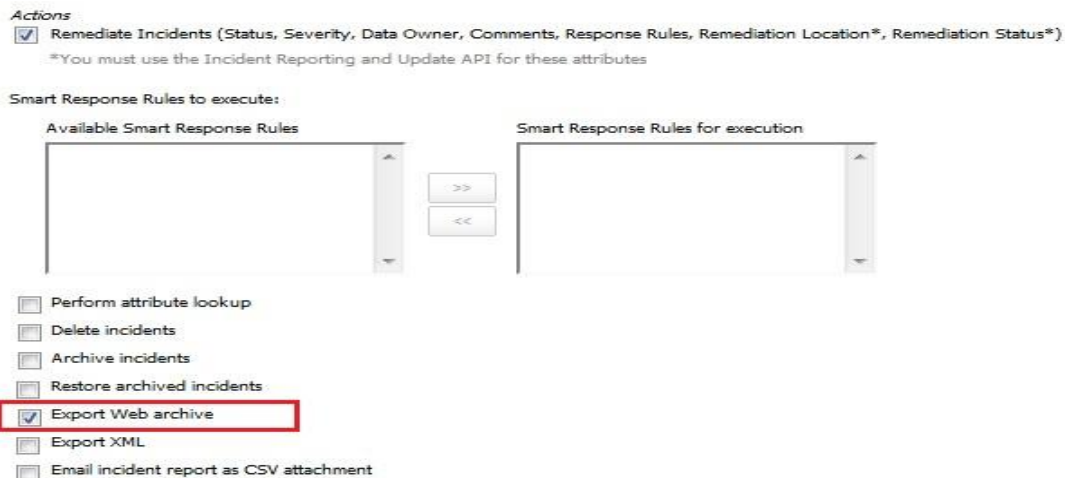 Actions
Remediate Incidents (Status, Severity, Data Owner, Comments, Response Rules, Remediation Location*, Remediation Status*)
*You must use the Incident Reporting and Update API for these attributes
Smart Response Rules to execute:
Available Smart Response Rules Smart Response Rules for execution
>>
<<
Perform attribute lookup
Delete incidents
Archive incidents
Restore archived incidents
Export Web archive
Export XML
Email incident report as CSV attachment